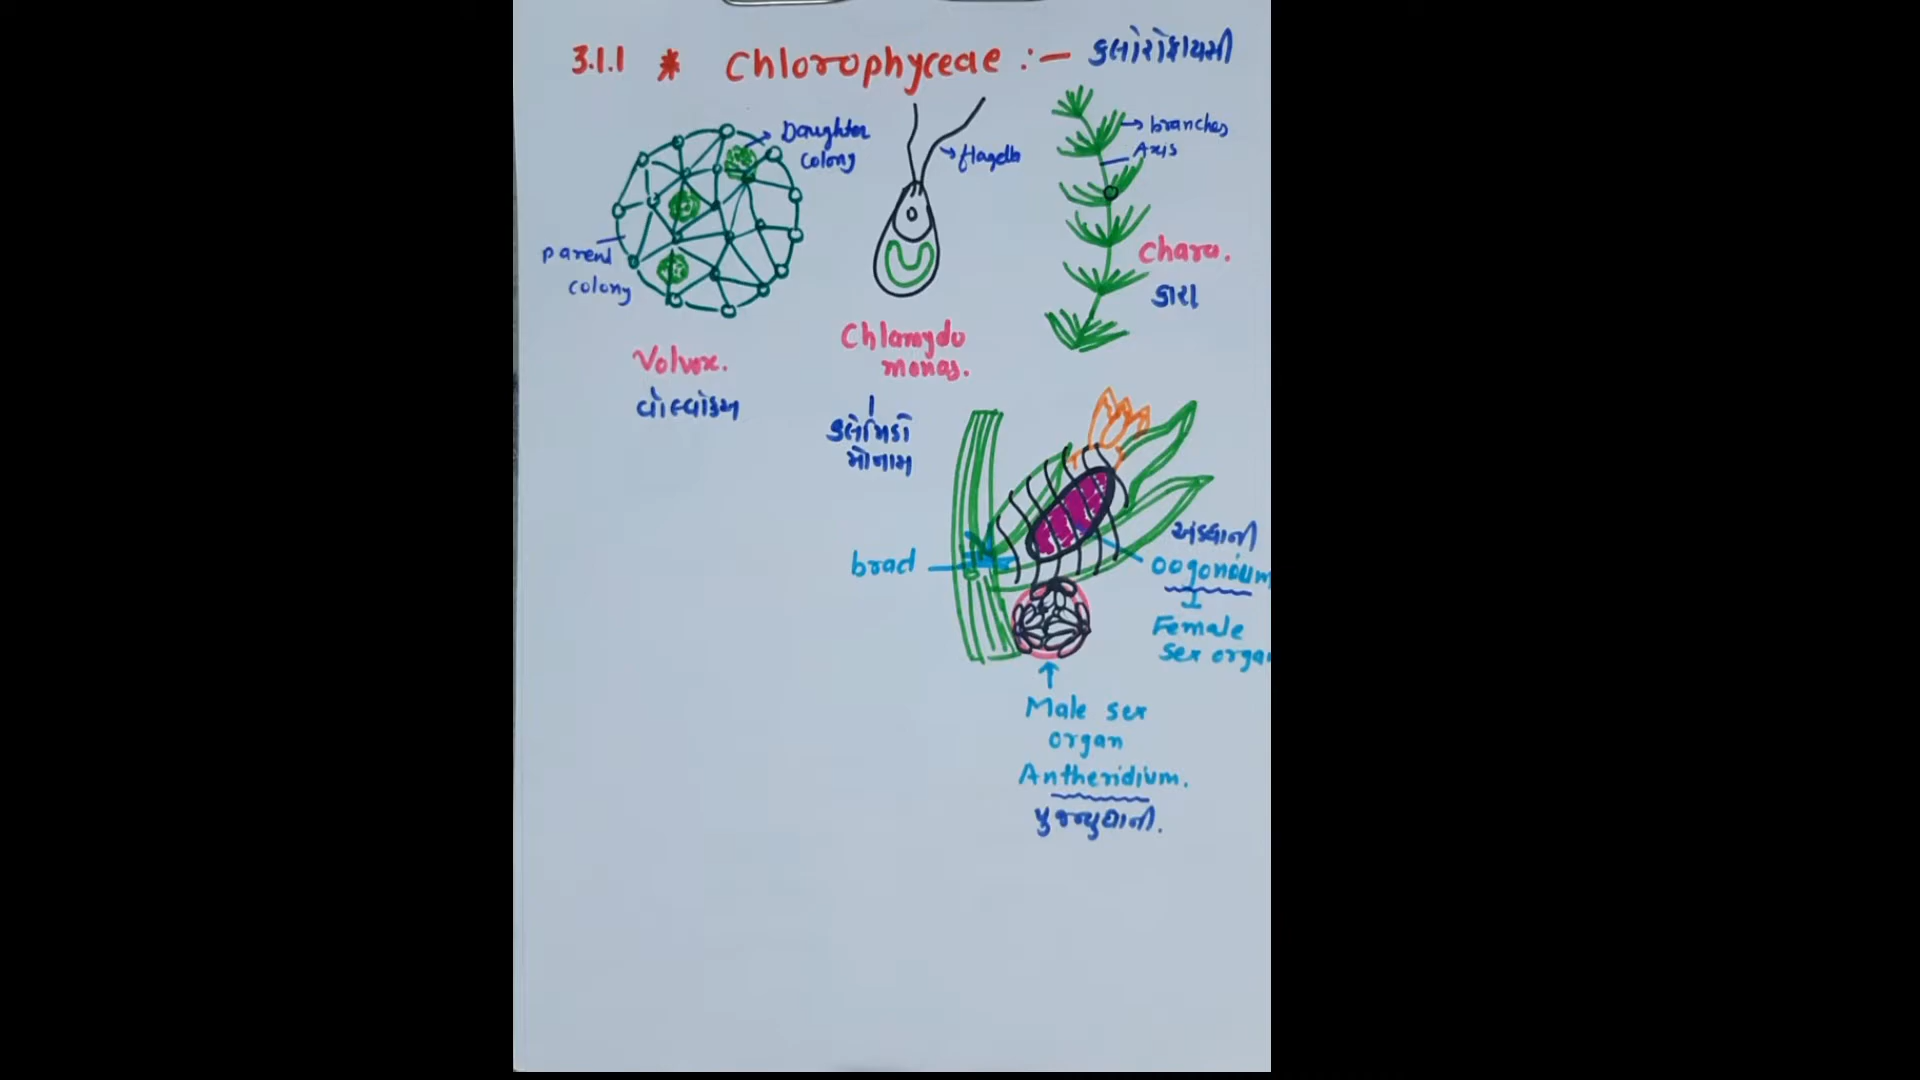 3.1.1 * Chlorophyceae :- ક્લોરોફાયસી
Daughter
colony
flagella
branches
Axis
parent
colony
Chara.
કારા
Chlamydo
monas.
Volvox.
વોલ્વોક્સ
ક્લેમિડો
મોનાસ
અંડધાની
bract
oogonium
Female
sex organ
Male sex
organ
Antheridium.
પુંજન્યુધાની.